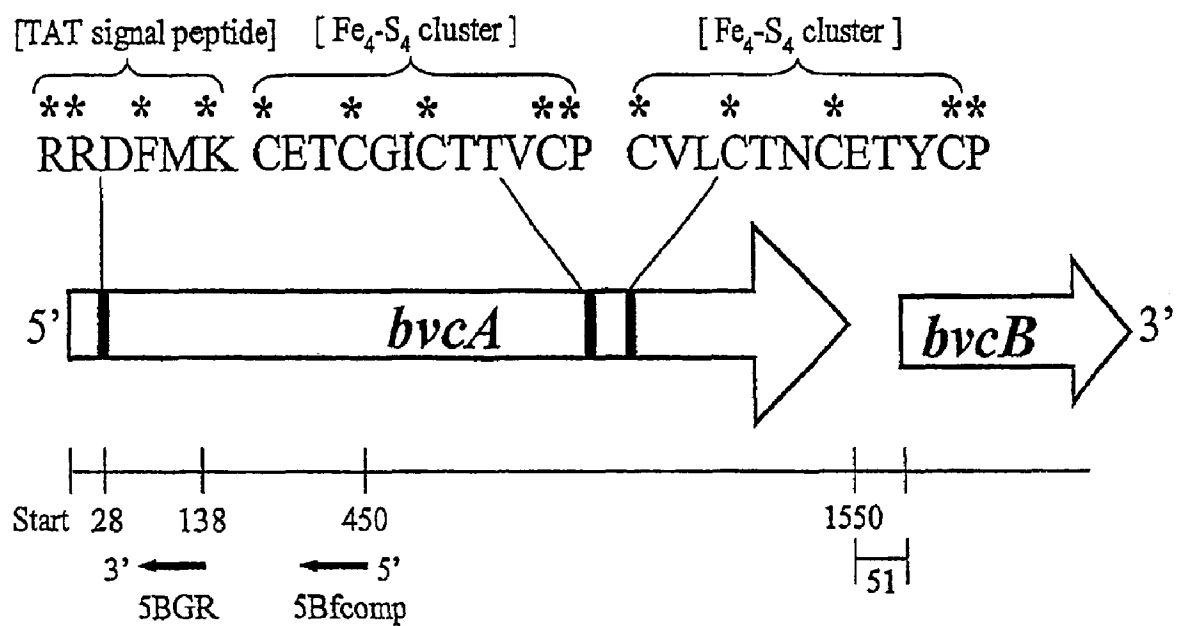 [TAT signal peptide] [ Fe4-S4 cluster ] [ Fe4-S4 cluster ]
** * * * * * ** * * * **
RRDFMK CETCGICTTVCP CVLCTNCETYCP
5’ bvcA bvcB 3’
Start 28 138 450 1550
3’ 5’ 51
5BGR 5Bfcomp